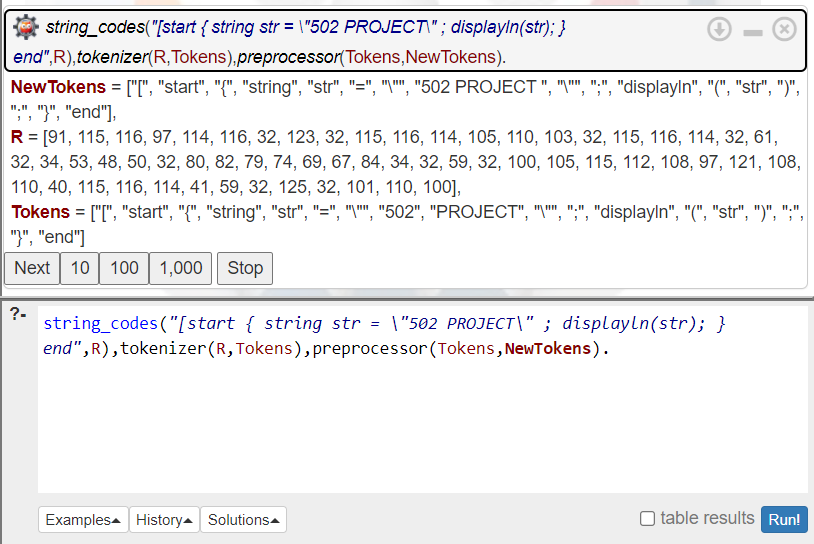 string_codes("[start { string str = \"502 PROJECT\" ; displayln(str); }
end",R),tokenizer(R,Tokens),preprocessor(Tokens,NewTokens).
NewTokens = ["[", "start", "{", "string", "str", "=", "\"", "502 PROJECT ", "\"", ";", "displayln", "(", "str", ")",
";", "}", "end"],
R = [91, 115, 116, 97, 114, 116, 32, 123, 32, 115, 116, 114, 105, 110, 103, 32, 115, 116, 114, 32, 61,
32, 34, 53, 48, 50, 32, 80, 82, 79, 74, 69, 67, 84, 34, 32, 59, 32, 100, 105, 115, 112, 108, 97, 121, 108,
110, 40, 115, 116, 114, 41, 59, 32, 125, 32, 101, 110, 100],
Tokens = ["[", "start", "{", "string", "str", "=", "\"", "502", "PROJECT", "\"", ";", "displayln", "(", "str", ")", ";",
"}", "end"]
Next 10 100 1,000 Stop
?- string_codes("[start { string str = \"502 PROJECT\" ; displayln(str); }
end",R),tokenizer(R,Tokens),preprocessor(Tokens,NewTokens).
Examples History Solutions table results Run!